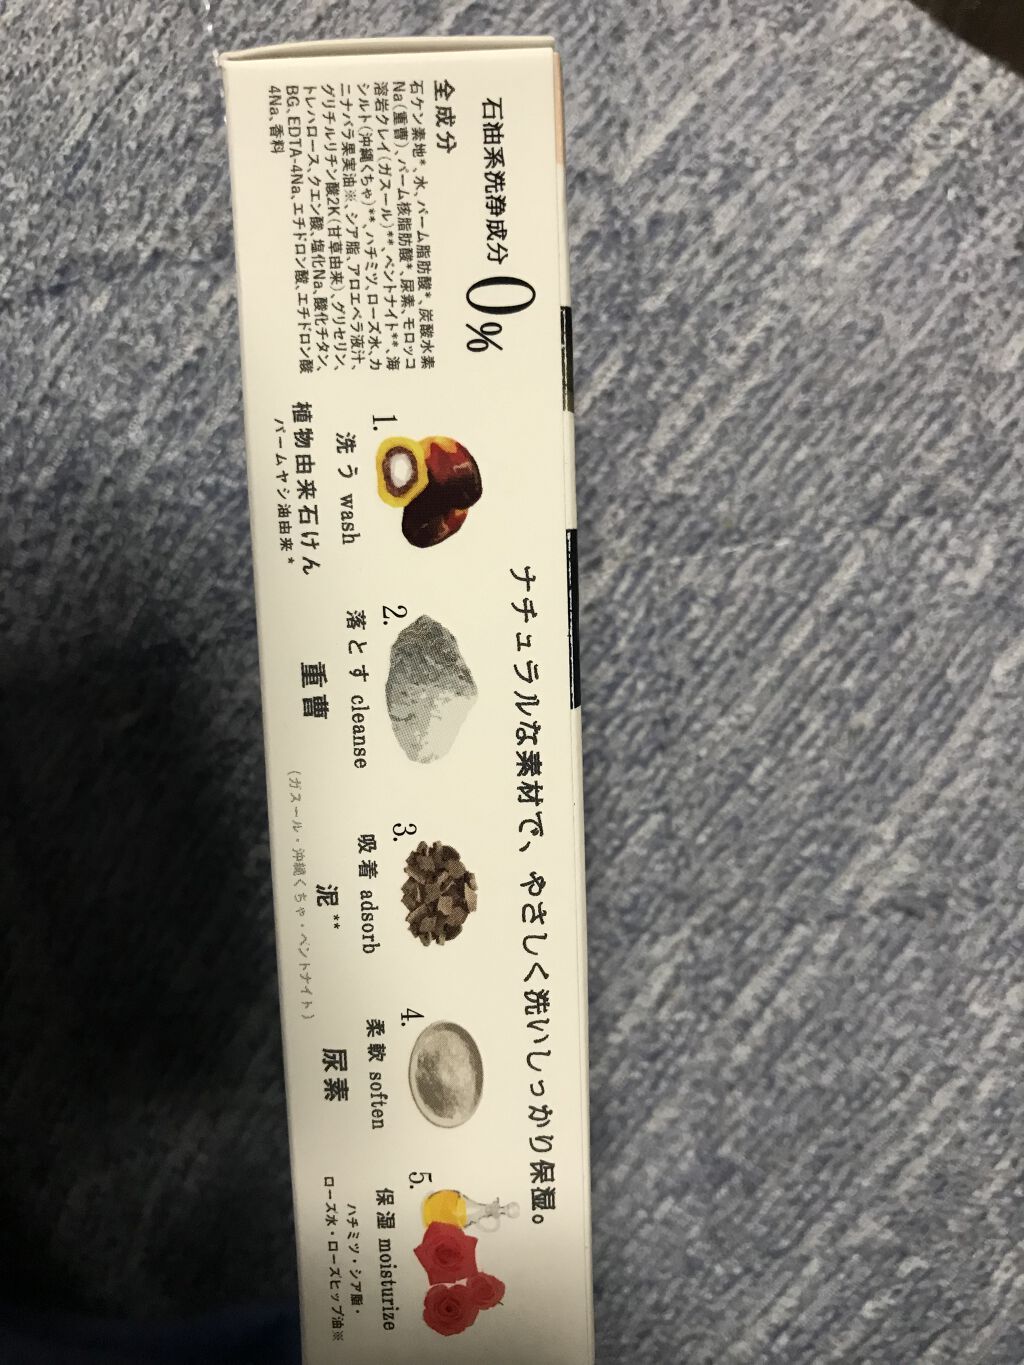 石油系洗浄成分 0%
全成分
石ケン素地*、水、パーム脂肪酸*、炭酸水素
Na(重曹)、パーム核脂肪酸*、尿素、モロッコ
溶岩クレイ(ガスール)**、ベントナイト**、海
シルト(沖縄くちゃ)**、ハチミツ、ローズ水、カ
ニナバラ果実油※、シア脂、アロエベラ液汁、
グリチルリチン酸2K(甘草由来)、グリセリン、
トレハロース、クエン酸、塩化Na、酸化チタン、
BG、EDTA-4Na、エチドロン酸、エチドロン酸
4Na、香料
ナチュラルな素材で、やさしく洗いしっかり保湿。
1.
洗う wash
植物由来石けん
パームヤシ油由来*
2.
落とす cleanse
重曹
3.
吸着 adsorb
泥**
(ガスール・沖縄くちゃ・ベントナイト)
4.
柔軟 soften
尿素
5.
保湿 moisturize
ハチミツ・シア脂・
ローズ水・ローズヒップ油※